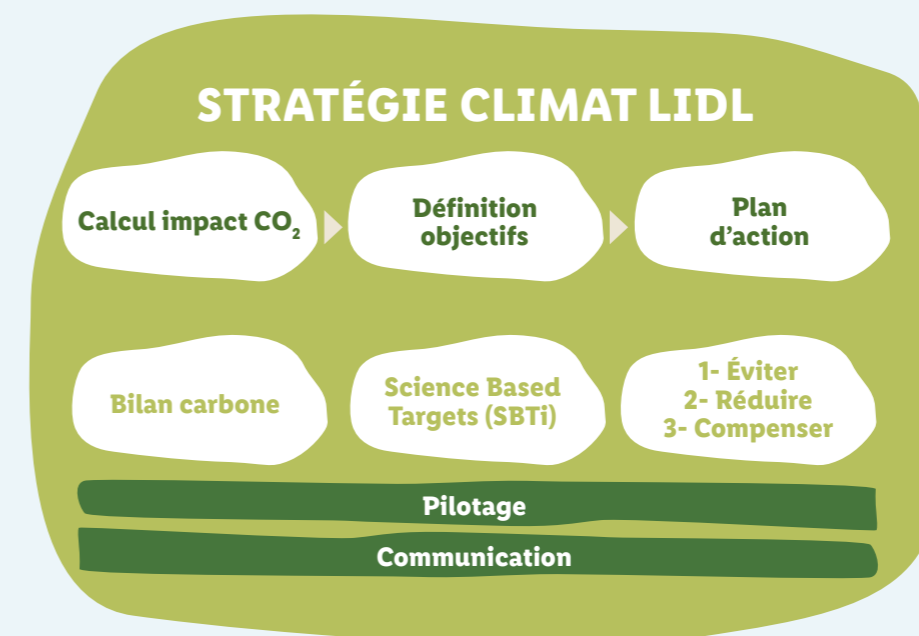 STRATÉGIE CLIMAT LIDL
Calcul impact CO₂
Définition
objectifs
Plan
d’action
Bilan carbone
Science Based
Targets (SBTi)
1- Éviter
2- Réduire
3- Compenser
Pilotage
Communication